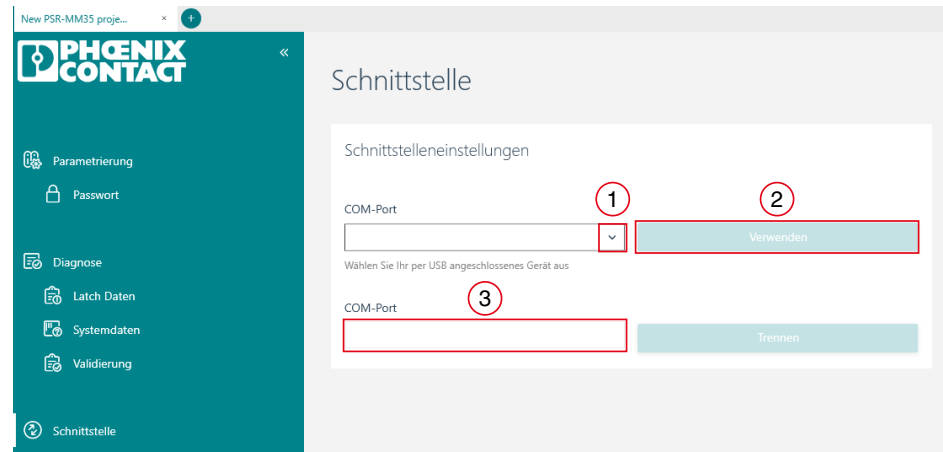 New PSR-MM35 proje... × +
PHŒNIX
CONTACT
«
Schnittstelle
Schnittstelleneinstellungen
Parametrierung
Passwort
Diagnose
Latch Daten
Systemdaten
Validierung
Schnittstelle
COM-Port
1
2
Verwenden
Wählen Sie Ihr per USB angeschlossenes Gerät aus
COM-Port
3
Trennen